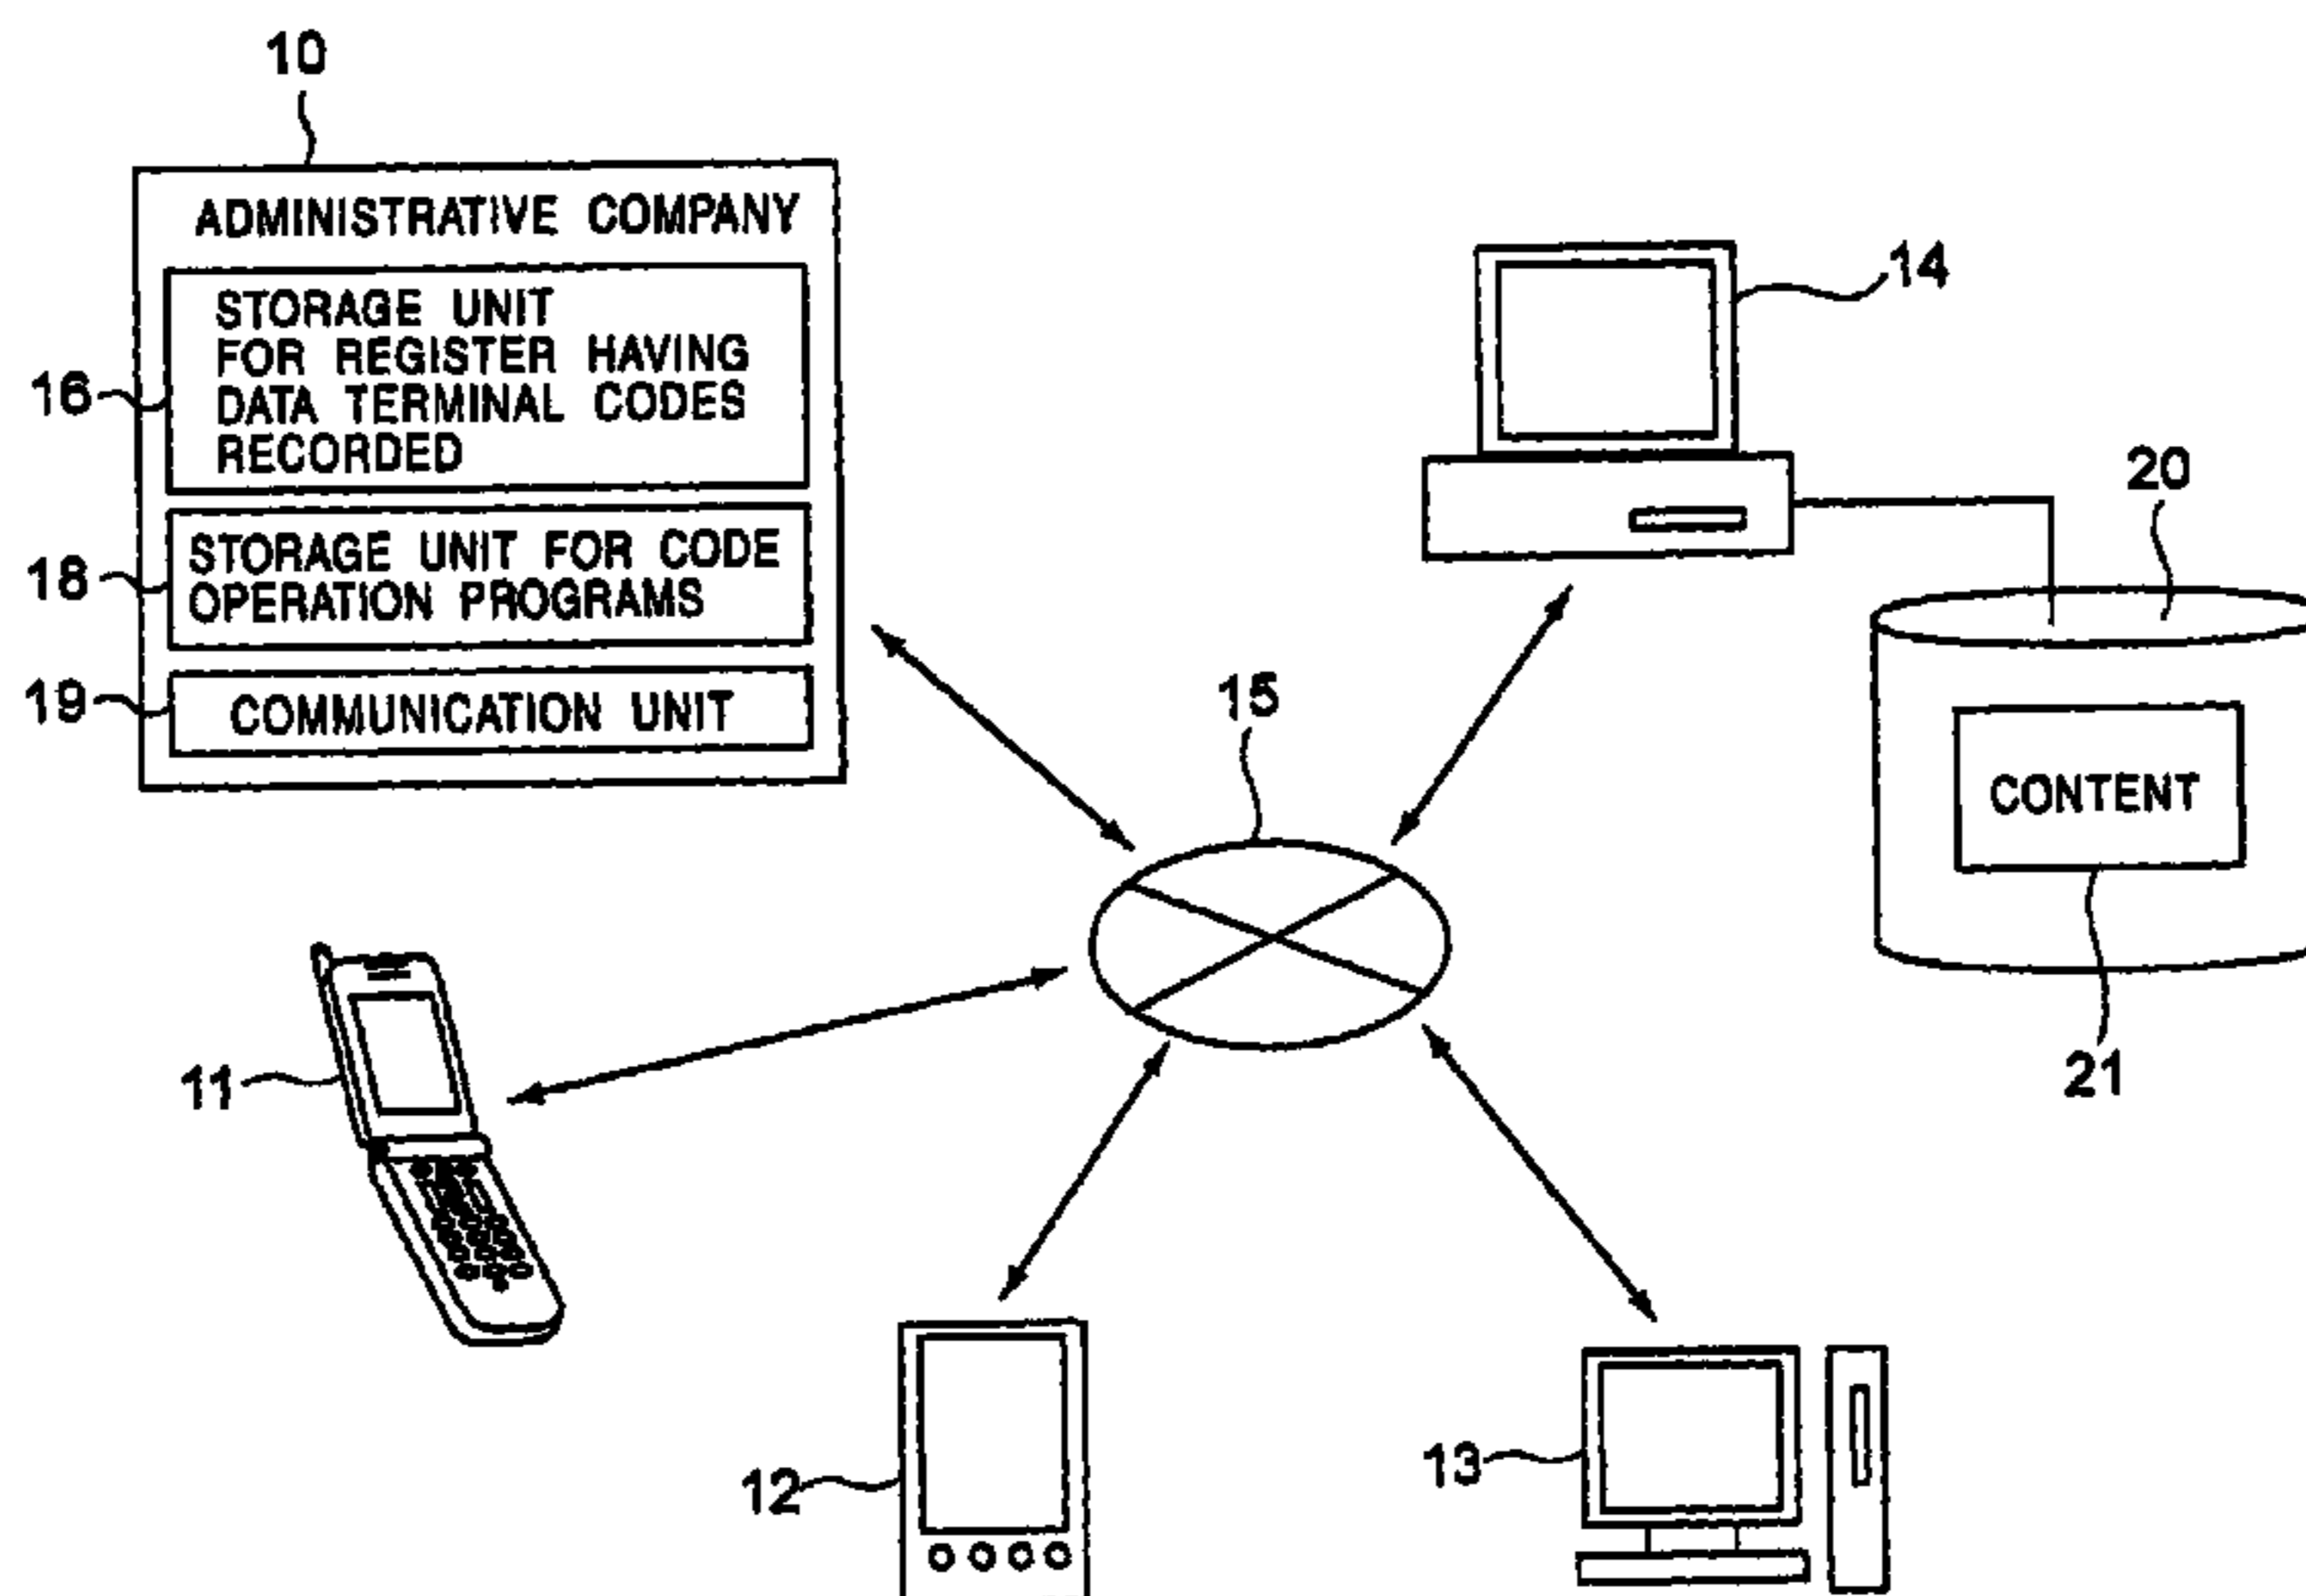 10
ADMINISTRATIVE COMPANY
STORAGE UNIT
FOR REGISTER HAVING
DATA TERMINAL CODES
RECORDED
16
STORAGE UNIT FOR CODE
OPERATION PROGRAMS
18
COMMUNICATION UNIT
19
14
20
15
CONTENT
21
11
12
13